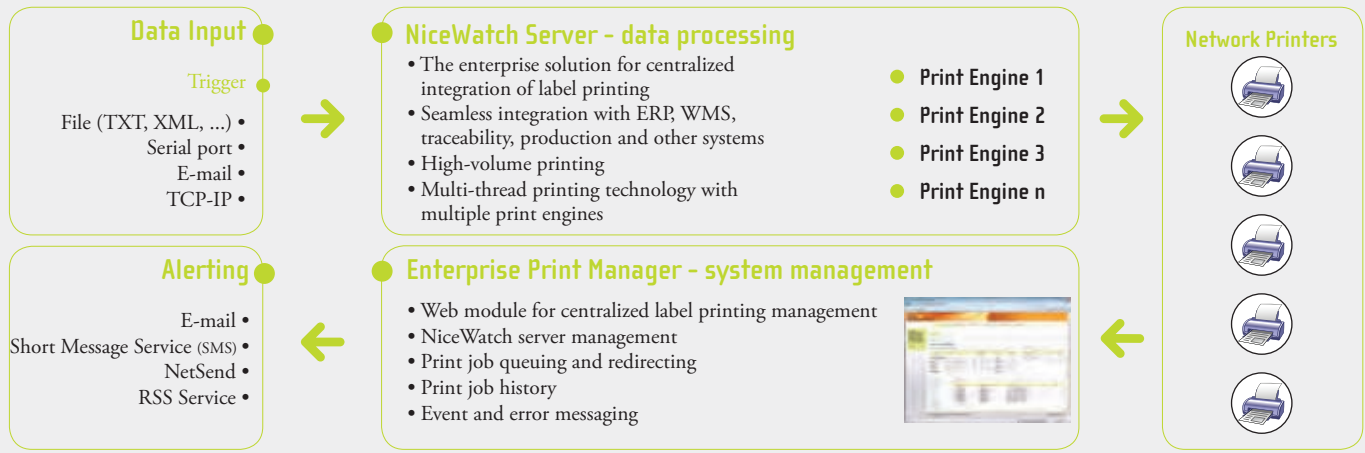 Data Input
Trigger
File (TXT, XML, ...) •
Serial port •
E-mail •
TCP-IP •
NiceWatch Server - data processing
• The enterprise solution for centralized
integration of label printing
• Seamless integration with ERP, WMS,
traceability, production and other systems
• High-volume printing
• Multi-thread printing technology with
multiple print engines
Print Engine 1
Print Engine 2
Print Engine 3
Print Engine n
Network Printers
Alerting
E-mail •
Short Message Service (SMS) •
NetSend •
RSS Service •
Enterprise Print Manager - system management
• Web module for centralized label printing management
• NiceWatch server management
• Print job queuing and redirecting
• Print job history
• Event and error messaging